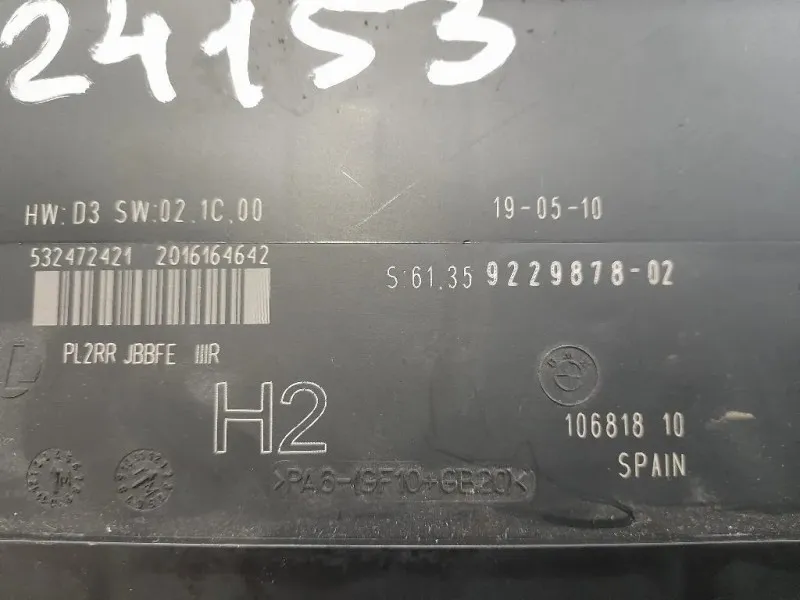 24153
HW: D3 SW:02.1C.00
19-05-10
532472421 2016164642
S:61.35 9229878-02
PL2RR JBBFE IIIR
BMW
H2
106818 10
SPAIN
>PA6-(GF10+GB20)<